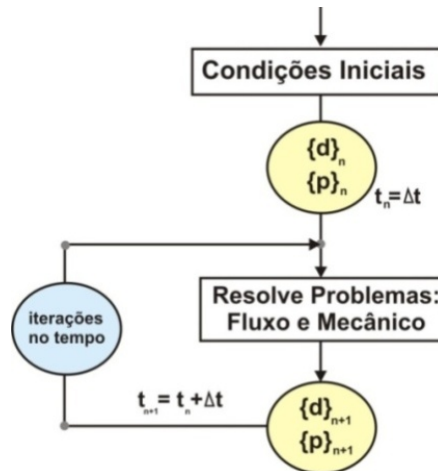 Condições Iniciais
{d}n
{p}n
tn=Δt
Resolve Problemas:
Fluxo e Mecânico
iterações
no tempo
tn+1= tn+Δt
{d}n+1
{p}n+1